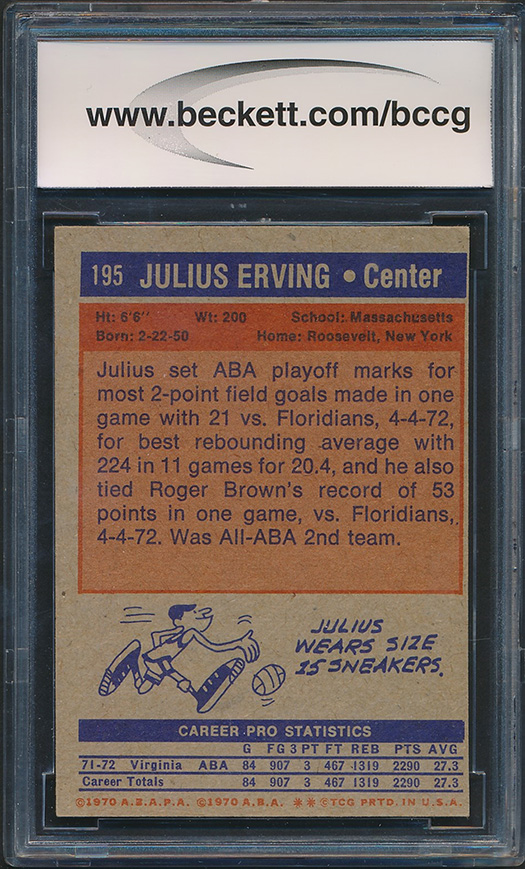 www.beckett.com/bccg
195 JULIUS ERVING • Center
Ht: 6'6" Wt: 200 School: Massachusetts
Born: 2-22-50 Home: Roosevelt, New York
Julius set ABA playoff marks for
most 2-point field goals made in one
game with 21 vs. Floridians, 4-4-72,
for best rebounding average with
224 in 11 games for 20.4, and he also
tied Roger Brown's record of 53
points in one game, vs. Floridians,
4-4-72. Was All-ABA 2nd team.
JULIUS
WEARS SIZE
15 SNEAKERS.
CAREER PRO STATISTICS
G FG 3 PT FT REB PTS AVG
71-72 Virginia ABA 84 907 3 467 1319 2290 27.3
Career Totals 84 907 3 467 1319 2290 27.3
©1970 A.B.A.P.A. ©1970 A.B.A. ** ©TCG PRTD. IN U.S.A.